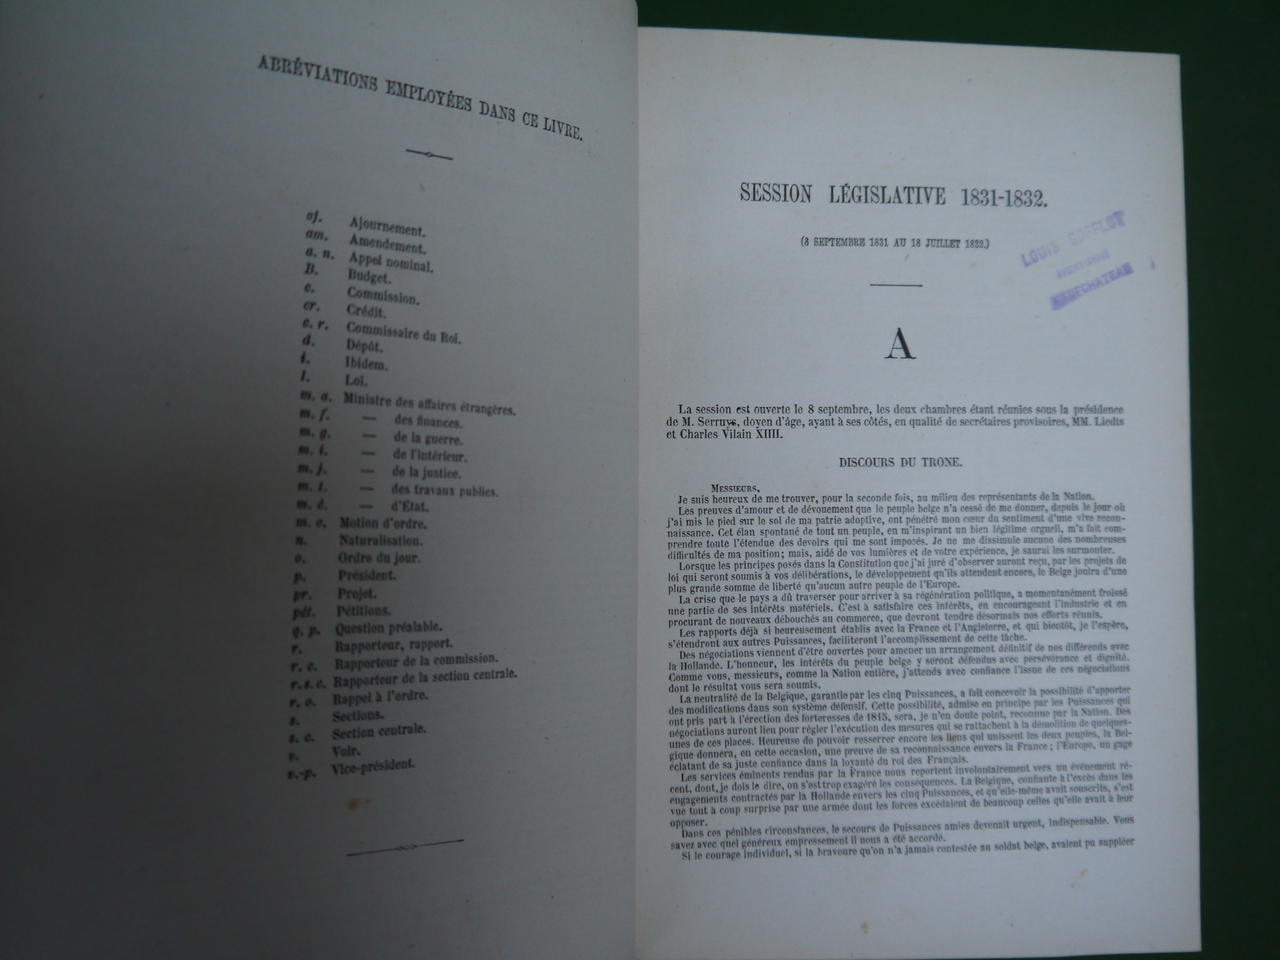 ABRÉVIATIONS EMPLOYÉES DANS CE LIVRE.
aj. Ajournement.
am. Amendement.
a. n. Appel nominal.
B. Budget.
c. Commission.
cr. Crédit.
c. r. Commissaire du Roi.
d. Dépôt.
i. Ibidem.
l. Loi.
m. a. Ministre des affaires étrangères.
m. f. — des finances.
m. g. — de la guerre.
m. i. — de l'intérieur.
m. j. — de la justice.
m. t. — des travaux publics.
m. d. — d'État.
m. o. Motion d'ordre.
n. Naturalisation.
o. Ordre du jour.
p. Président.
pr. Projet.
pét. Pétitions.
q. p. Question préalable.
r. Rapporteur, rapport.
r. c. Rapporteur de la commission.
r. s. c. Rapporteur de la section centrale.
r. o. Rappel à l'ordre.
s. Sections.
s. c. Section centrale.
v. Voir.
v.-p. Vice-président.
SESSION LÉGISLATIVE 1831-1832.
(8 SEPTEMBRE 1831 AU 18 JUILLET 1832.)
LOUIS GOFFLOT
NEUFCHATEAU
A
La session est ouverte le 8 septembre, les deux chambres étant réunies sous la présidence
de M. Serruys, doyen d'âge, ayant à ses côtés, en qualité de secrétaires provisoires, MM. Liedts
et Charles Vilain XIIII.
DISCOURS DU TRONE.
MESSIEURS,
Je suis heureux de me trouver, pour la seconde fois, au milieu des représentants de la Nation.
Les preuves d'amour et de dévouement que le peuple belge n'a cessé de me donner, depuis le jour où
j'ai mis le pied sur le sol de ma patrie adoptive, ont pénétré mon cœur du sentiment d'une vive recon-
naissance. Cet élan spontané de tout un peuple, en m'inspirant un bien légitime orgueil, m'a fait com-
prendre toute l'étendue des devoirs qui me sont imposés. Je ne me dissimule aucune des nombreuses
difficultés de ma position; mais, aidé de vos lumières et de votre expérience, je saurai les surmonter.
Lorsque les principes posés dans la Constitution que j'ai juré d'observer auront reçu, par les projets de
loi qui seront soumis à vos délibérations, le développement qu'ils attendent encore, le Belge jouira d'une
plus grande somme de liberté qu'aucun autre peuple de l'Europe.
La crise que le pays a dû traverser pour arriver à sa régénération politique, a momentanément froissé
une partie de ses intérêts matériels. C'est à satisfaire ces intérêts, en encourageant l'industrie et en
procurant de nouveaux débouchés au commerce, que devront tendre désormais nos efforts réunis.
Les rapports déjà si heureusement établis avec la France et l'Angleterre, et qui bientôt, je l'espère,
s'étendront aux autres Puissances, faciliteront l'accomplissement de cette tâche.
Des négociations viennent d'être ouvertes pour amener un arrangement définitif de nos différends avec
la Hollande. L'honneur, les intérêts du peuple belge y seront défendus avec persévérance et dignité.
Comme vous, messieurs, comme la Nation entière, j'attends avec confiance l'issue de ces négociations
dont le résultat vous sera soumis.
La neutralité de la Belgique, garantie par les cinq Puissances, a fait concevoir la possibilité d'apporter
des modifications dans son système défensif. Cette possibilité, admise en principe par les Puissances qui
ont pris part à l'érection des forteresses de 1815, sera, je n'en doute point, reconnue par la Nation. Des
négociations auront lieu pour régler l'exécution des mesures qui se rattachent à la démolition de quelques-
unes de ces places. Heureuse de pouvoir resserrer encore les liens qui unissent les deux peuples, la Bel-
gique donnera, en cette occasion, une preuve de sa reconnaissance envers la France; l'Europe, un gage
éclatant de sa juste confiance dans la loyauté du roi des Français.
Les services éminents rendus par la France nous reportent involontairement vers un événement ré-
cent, dont, je dois le dire, on s'est trop exagéré les conséquences. La Belgique, confiante à l'excès dans les
engagements contractés par la Hollande envers les cinq Puissances, et qu'elle-même avait souscrits, s'est
vue tout à coup surprise par une armée dont les forces excédaient de beaucoup celles qu'elle avait à leur
opposer.
Dans ces pénibles circonstances, le secours de Puissances amies devenait urgent, indispensable. Vous
savez avec quel généreux empressement il nous a été accordé.
Si le courage individuel, si la bravoure qu'on n'a jamais contestée au soldat belge, avaient pu suppléer